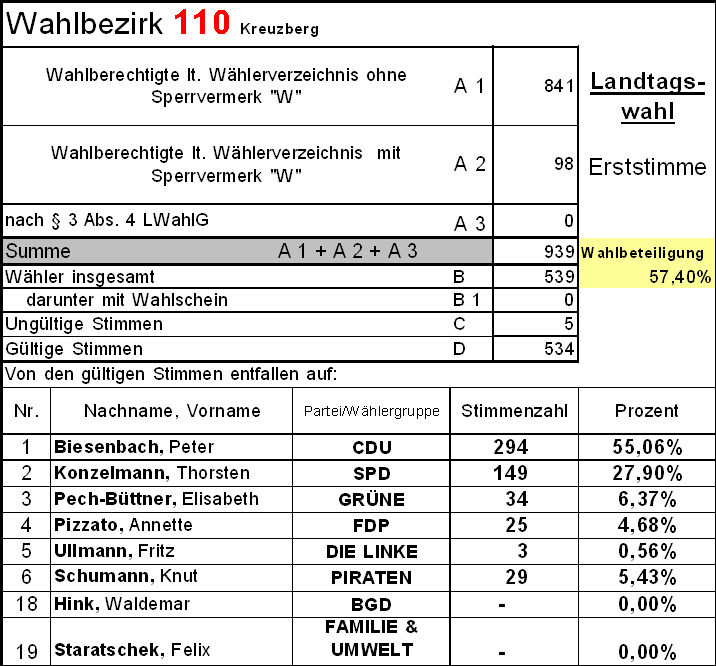 Wahlbezirk 110 Kreuzberg
Wahlberechtigte lt. Wählerverzeichnis ohne
Sperrvermerk "W"
A 1
841
Landtags-
wahl
Wahlberechtigte lt. Wählerverzeichnis mit
Sperrvermerk "W"
A 2
98
Erststimme
nach § 3 Abs. 4 LWahlG A 3 0
Summe A 1 + A 2 + A 3 939 Wahlbeteiligung
Wähler insgesamt B 539 57,40%
darunter mit Wahlschein B 1 0
Ungültige Stimmen C 5
Gültige Stimmen D 534
Von den gültigen Stimmen entfallen auf:
Nr. Nachname, Vorname Partei/Wählergruppe Stimmenzahl Prozent
1 Biesenbach, Peter CDU 294 55,06%
2 Konzelmann, Thorsten SPD 149 27,90%
3 Pech-Büttner, Elisabeth GRÜNE 34 6,37%
4 Pizzato, Annette FDP 25 4,68%
5 Ullmann, Fritz DIE LINKE 3 0,56%
6 Schumann, Knut PIRATEN 29 5,43%
18 Hink, Waldemar BGD - 0,00%
FAMILIE &
19 Staratschek, Felix UMWELT - 0,00%